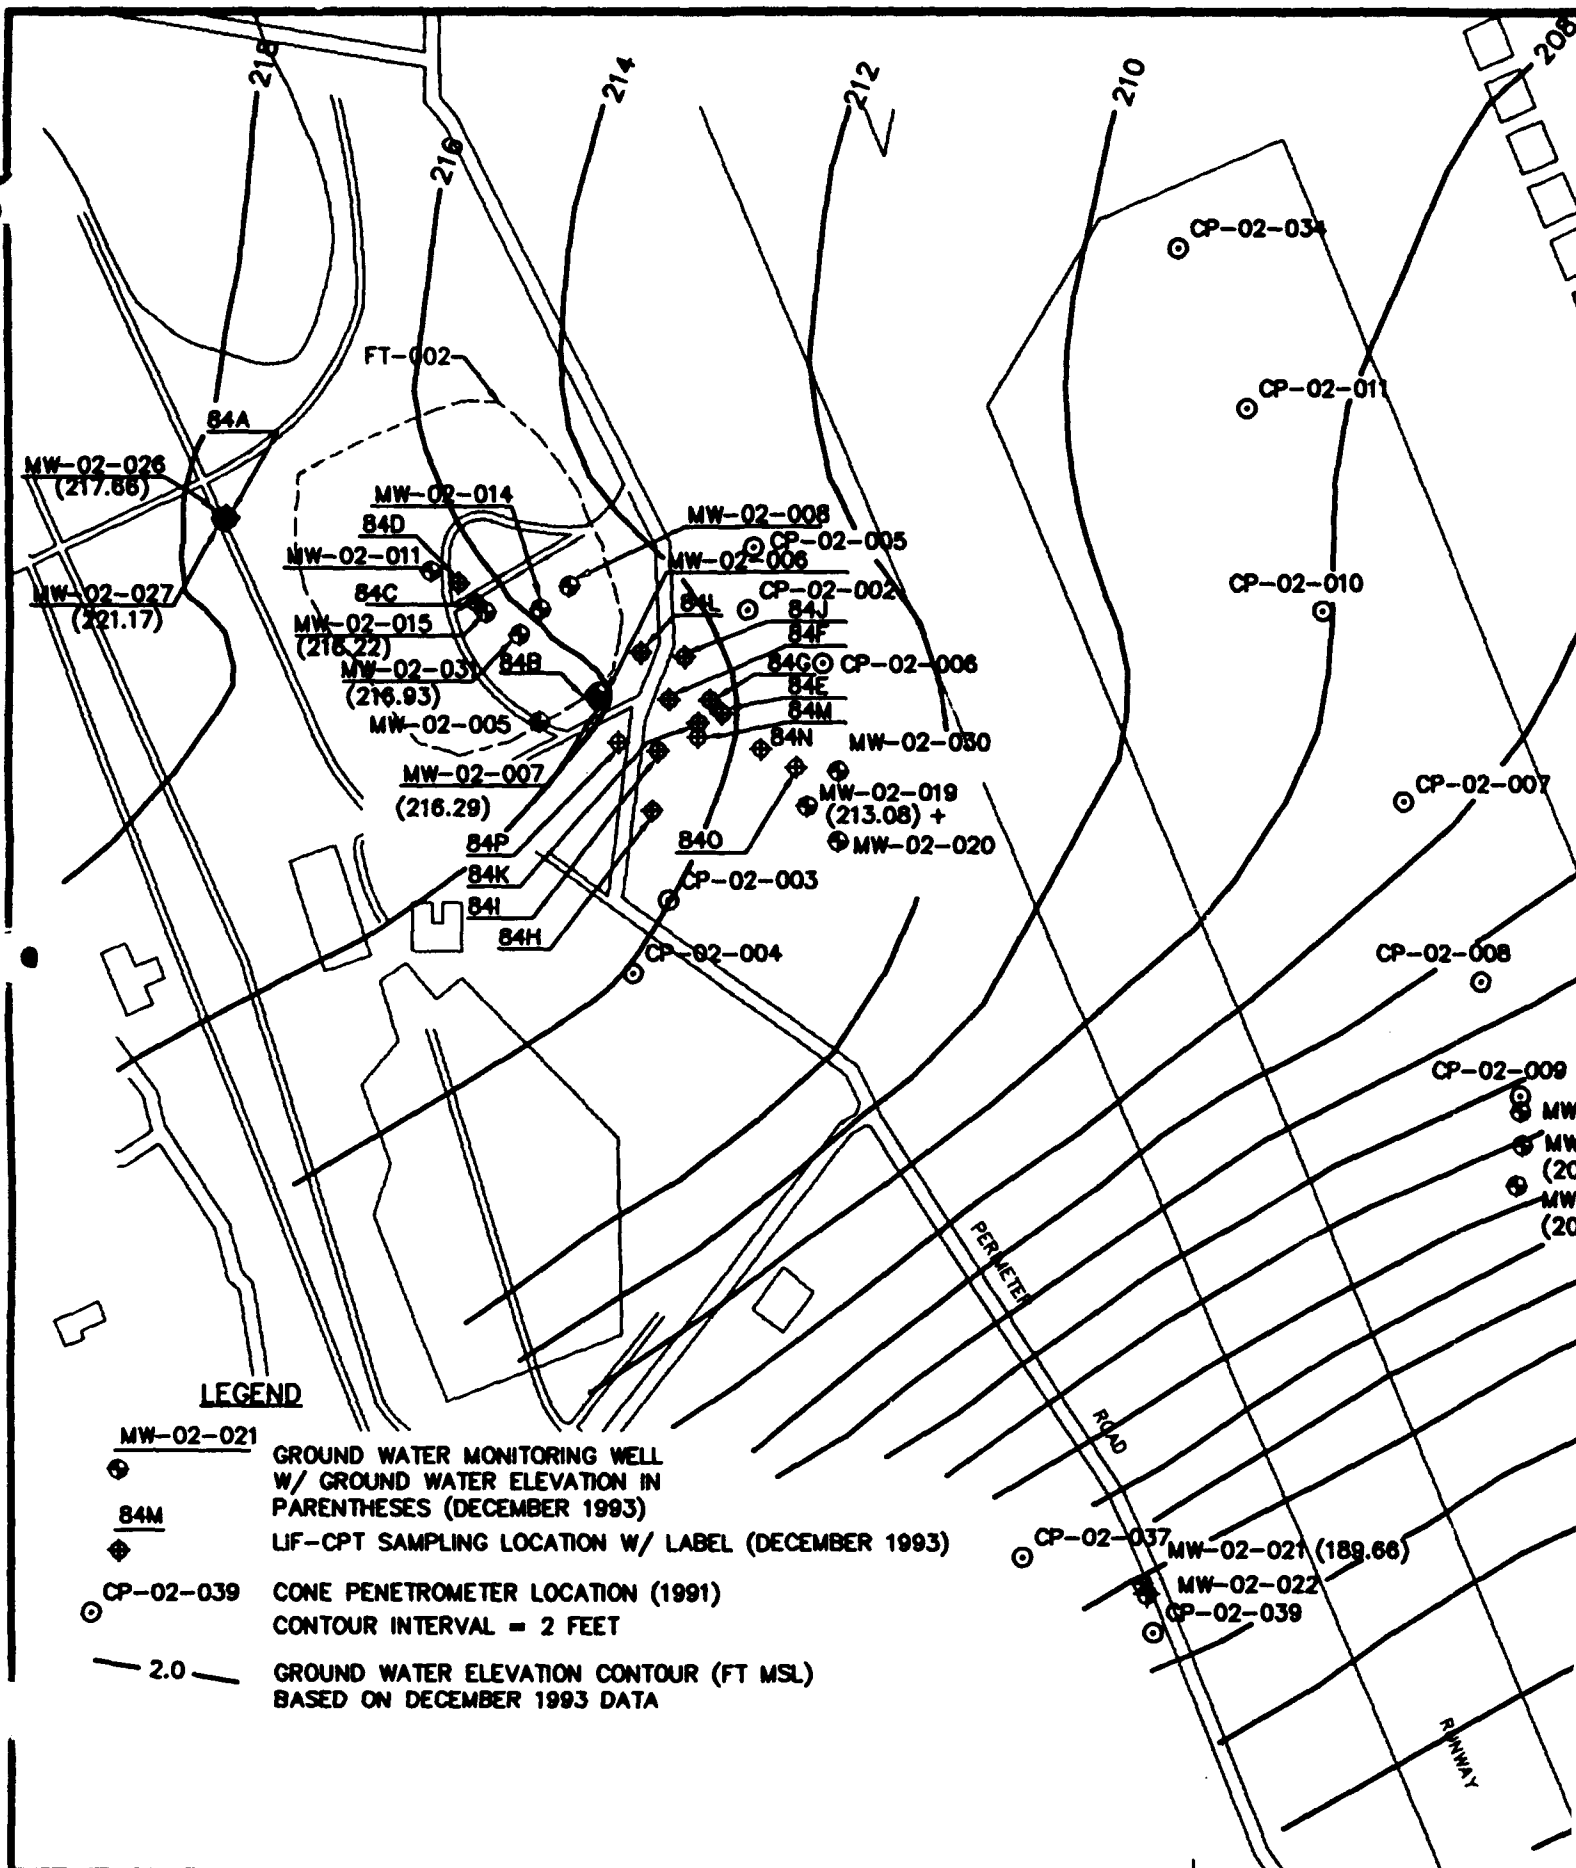 218
214
212
210
208
216
CP-02-034
FT-002
CP-02-011
84A
MW-02-026
(217.66)
MW-02-014
84D
MW-02-008
CP-02-005
MW-02-011
MW-02-006
CP-02-010
MW-02-027
(221.17)
84C
CP-02-002
84L
84J
MW-02-015
(216.22)
84F
MW-02-031
(216.93)
84B
84G
CP-02-006
84E
MW-02-005
84M
84N
MW-02-030
MW-02-007
(216.29)
MW-02-019
(213.08) +
CP-02-007
84P
84O
MW-02-020
84K
CP-02-003
84I
84H
CP-02-004
CP-02-008
CP-02-009
MW
MW
(20
MW
(20
PERIMETER
ROAD
LEGEND
MW-02-021
GROUND WATER MONITORING WELL
W/ GROUND WATER ELEVATION IN
PARENTHESES (DECEMBER 1993)
84M
LIF-CPT SAMPLING LOCATION W/ LABEL (DECEMBER 1993)
CP-02-039
CONE PENETROMETER LOCATION (1991)
CONTOUR INTERVAL = 2 FEET
2.0
GROUND WATER ELEVATION CONTOUR (FT MSL)
BASED ON DECEMBER 1993 DATA
CP-02-037
MW-02-021 (189.66)
MW-02-022
CP-02-039
RUNWAY